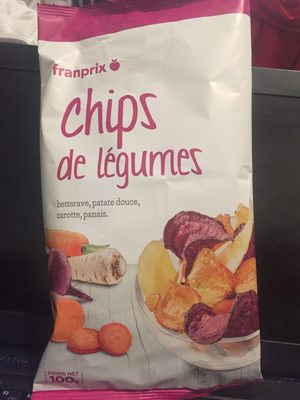 franprix
chips
de légumes
betterave, patate douce,
carotte, panais.
POIDS NET
100g